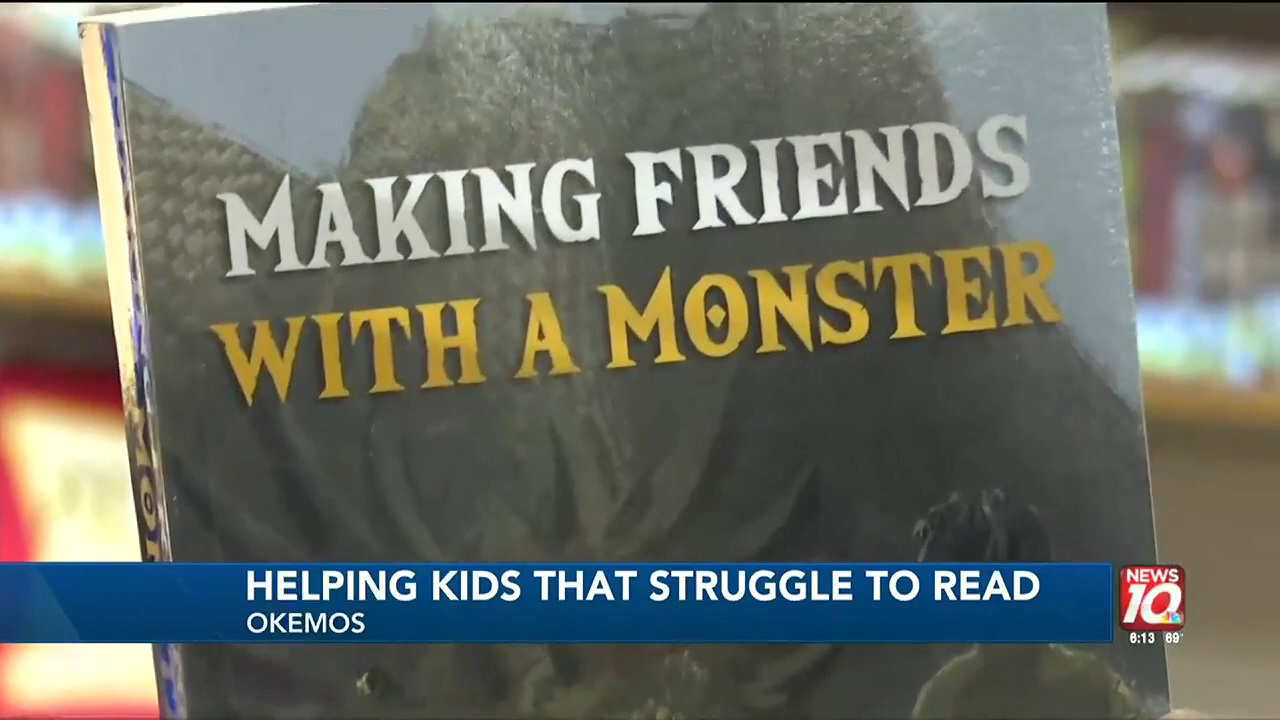 MAKING FRIENDS
WITH A MONSTER
HELPING KIDS THAT STRUGGLE TO READ
OKEMOS
NEWS
10
6:13 69°